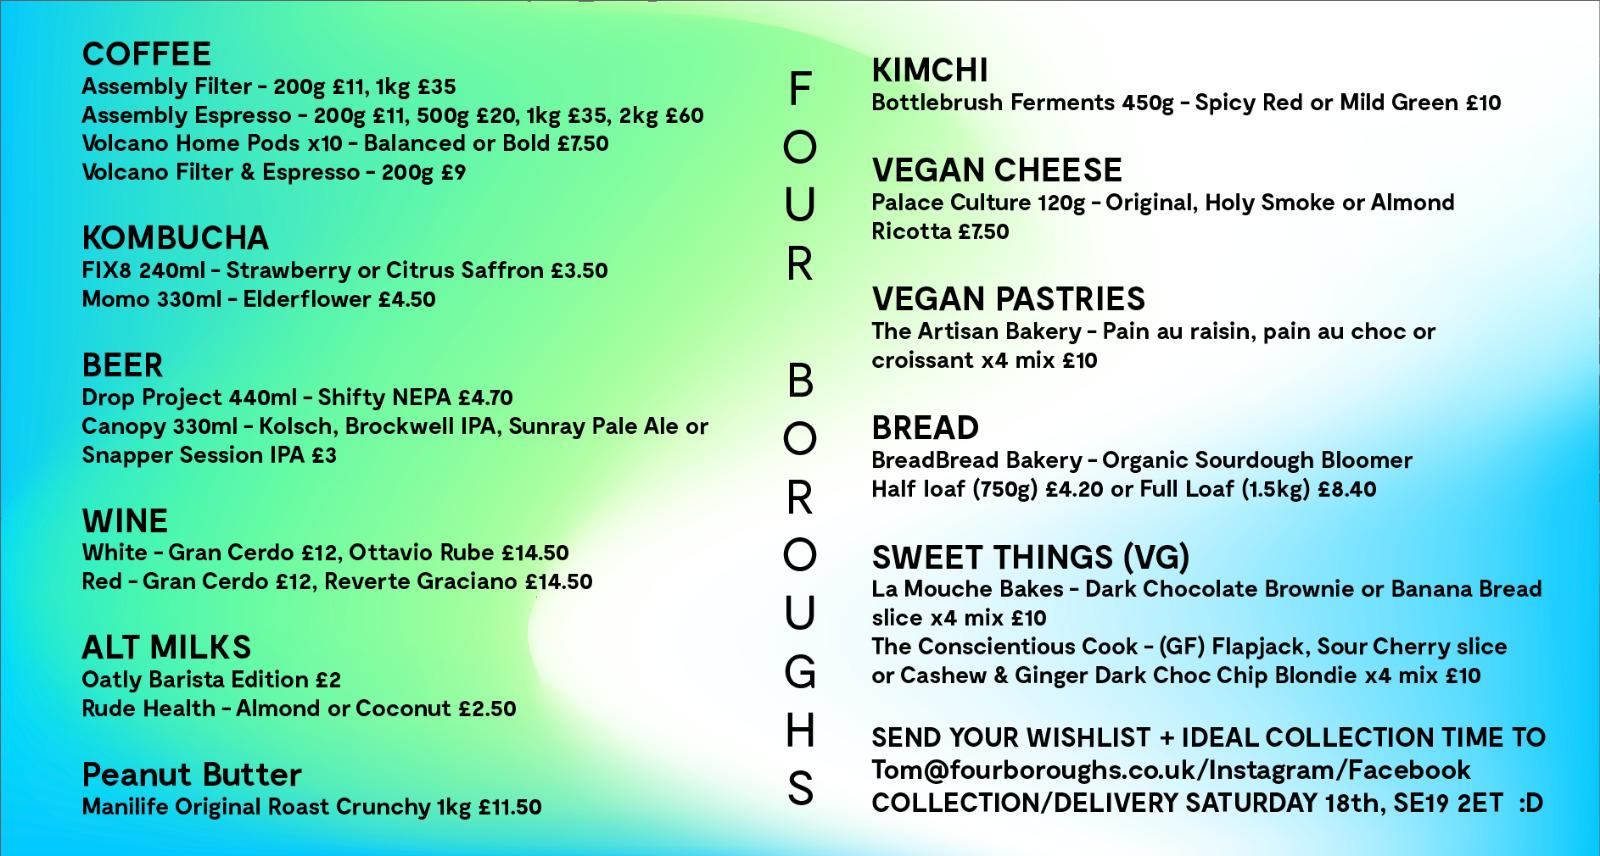 COFFEE
Assembly Filter - 200g £11, 1kg £35
Assembly Espresso - 200g £11, 500g £20, 1kg £35, 2kg £60
Volcano Home Pods x10 - Balanced or Bold £7.50
Volcano Filter & Espresso - 200g £9
KOMBUCHA
FIX8 240ml - Strawberry or Citrus Saffron £3.50
Momo 330ml - Elderflower £4.50
BEER
Drop Project 440ml - Shifty NEPA £4.70
Canopy 330ml - Kolsch, Brockwell IPA, Sunray Pale Ale or
Snapper Session IPA £3
WINE
White - Gran Cerdo £12, Ottavio Rube £14.50
Red - Gran Cerdo £12, Reverte Graciano £14.50
ALT MILKS
Oatly Barista Edition £2
Rude Health - Almond or Coconut £2.50
Peanut Butter
Manilife Original Roast Crunchy 1kg £11.50
FOUR BOROUGHS
KIMCHI
Bottlebrush Ferments 450g - Spicy Red or Mild Green £10
VEGAN CHEESE
Palace Culture 120g - Original, Holy Smoke or Almond
Ricotta £7.50
VEGAN PASTRIES
The Artisan Bakery - Pain au raisin, pain au choc or
croissant x4 mix £10
BREAD
BreadBread Bakery - Organic Sourdough Bloomer
Half loaf (750g) £4.20 or Full Loaf (1.5kg) £8.40
SWEET THINGS (VG)
La Mouche Bakes - Dark Chocolate Brownie or Banana Bread
slice x4 mix £10
The Conscientious Cook - (GF) Flapjack, Sour Cherry slice
or Cashew & Ginger Dark Choc Chip Blondie x4 mix £10
SEND YOUR WISHLIST + IDEAL COLLECTION TIME TO
Tom@fourboroughs.co.uk/Instagram/Facebook
COLLECTION/DELIVERY SATURDAY 18th, SE19 2ET :D